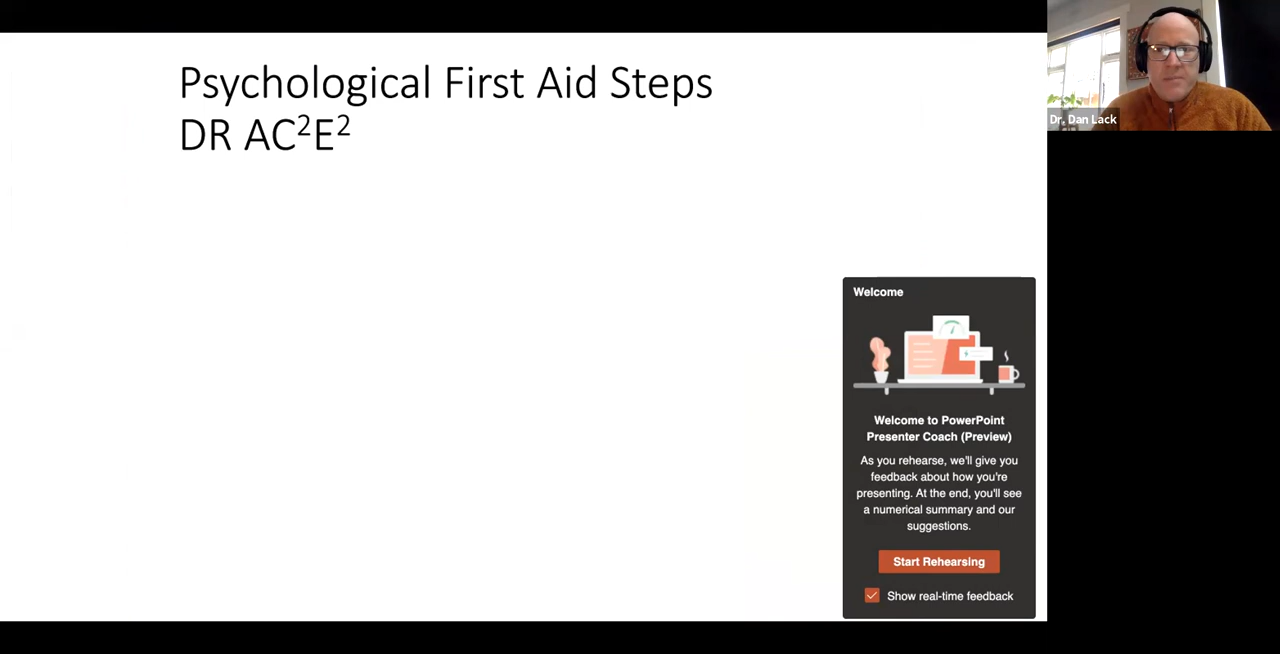 Psychological First Aid Steps
DR AC²E²
Dr. Dan Lack
Welcome
Welcome to PowerPoint
Presenter Coach (Preview)
As you rehearse, we'll give you
feedback about how you're
presenting. At the end, you'll see
a numerical summary and our
suggestions.
Start Rehearsing
Show real-time feedback